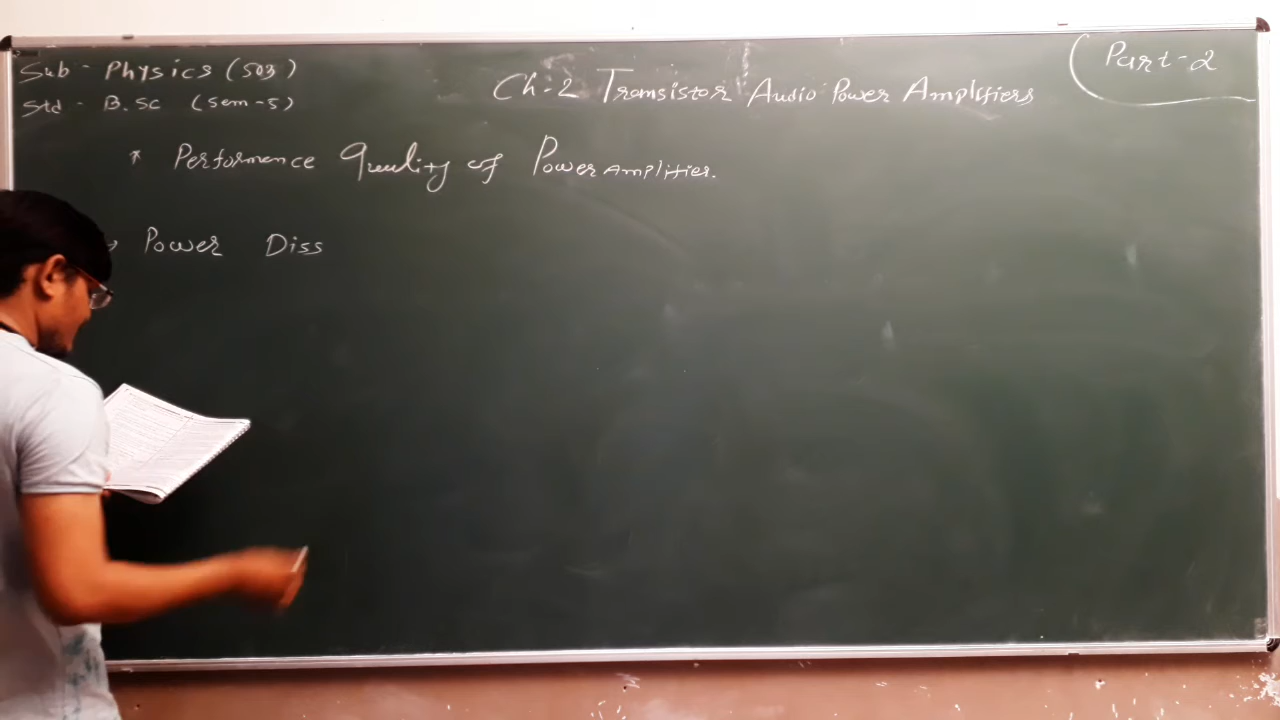 Sub - Physics (503)
Std - B.SC (Sem-5)
Ch-2 Transistor Audio Power Amplifiers
Part-2
* Performence Quality of Power Amplifier.
Power Diss